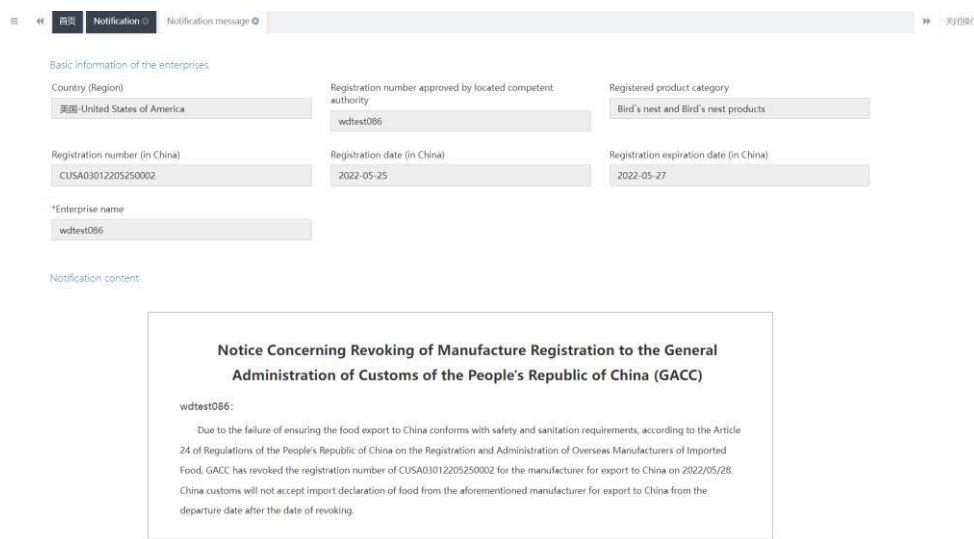 首页 Notification Notification message 关闭操作
Basic information of the enterprises
Country (Region)
美国-United States of America
Registration number approved by located competent
authority
wdtest086
Registered product category
Bird`s nest and Bird`s nest products
Registration number (in China)
CUSA03012205250002
Registration date (in China)
2022-05-25
Registration expiration date (in China)
2022-05-27
*Enterprise name
wdtest086
Notification content
Notice Concerning Revoking of Manufacture Registration to the General
Administration of Customs of the People's Republic of China (GACC)
wdtest086:
Due to the failure of ensuring the food export to China conforms with safety and sanitation requirements, according to the Article
24 of Regulations of the People's Republic of China on the Registration and Administration of Overseas Manufacturers of Imported
Food, GACC has revoked the registration number of CUSA03012205250002 for the manufacturer for export to China on 2022/05/28.
China customs will not accept import declaration of food from the aforementioned manufacturer for export to China from the
departure date after the date of revoking.